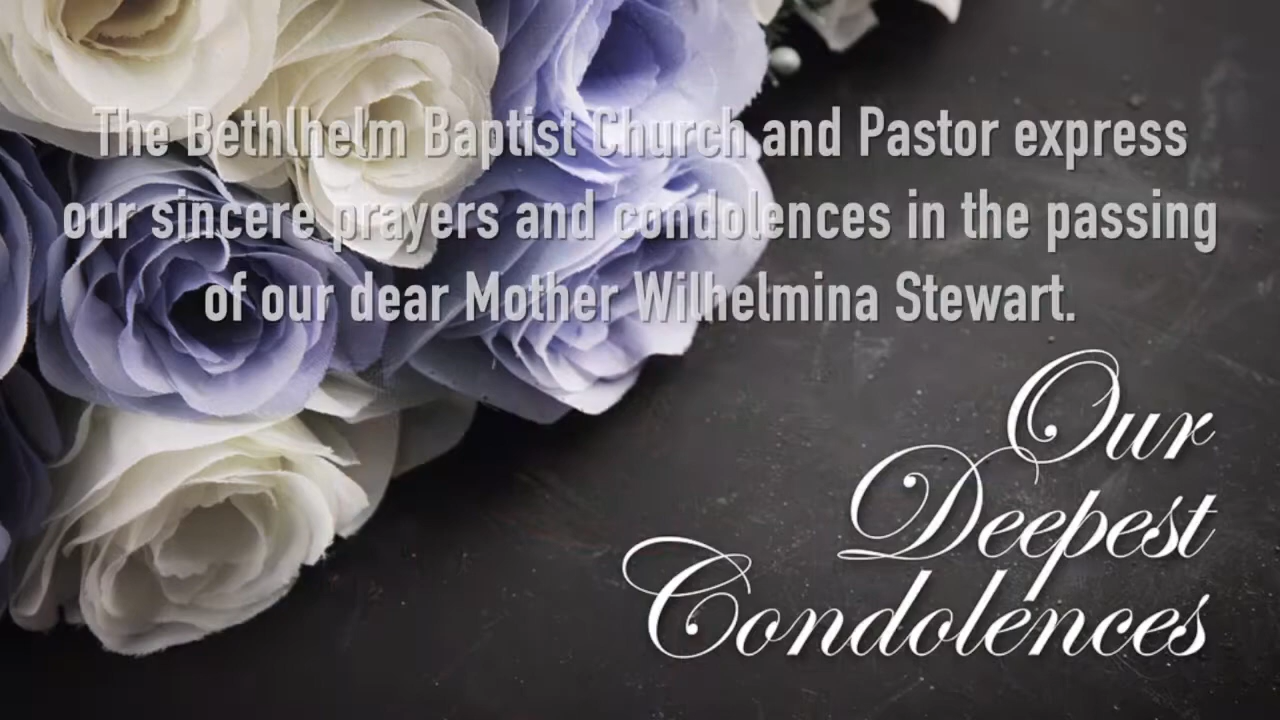 The Bethlhelm Baptist Church and Pastor express
our sincere prayers and condolences in the passing
of our dear Mother Wilhelmina Stewart.
Our
Deepest
Condolences